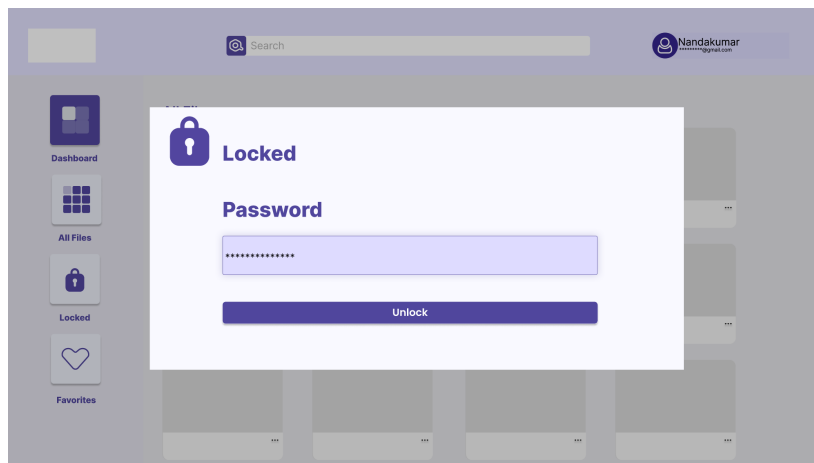 Search
Nandakumar
*********@gmail.com
Dashboard
All Files
Locked
Favorites
Locked
Password
**************
Unlock